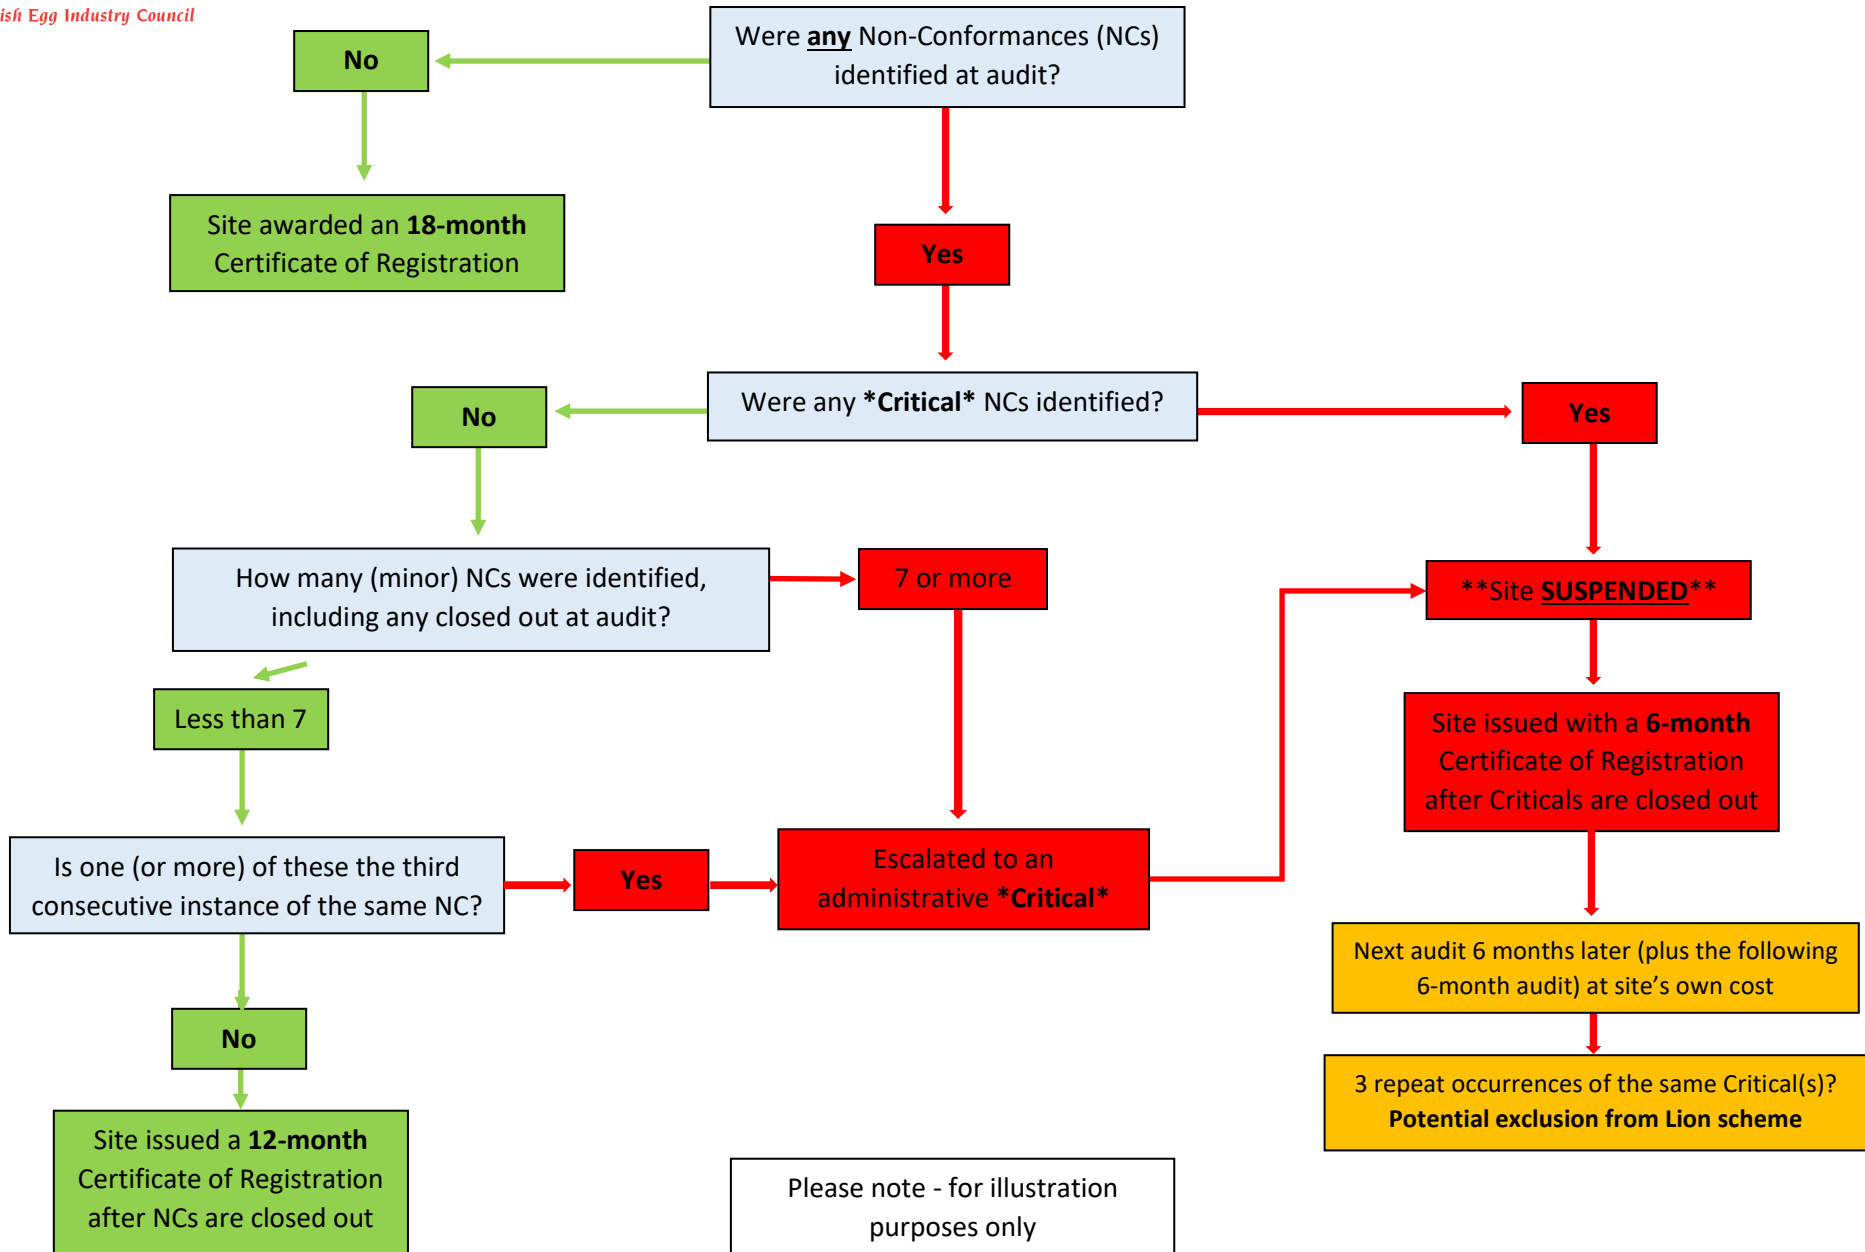 ish Egg Industry Council
Were any Non-Conformances (NCs)
identified at audit?
No
Site awarded an 18-month
Certificate of Registration
Yes
Were any *Critical* NCs identified?
No
Yes
How many (minor) NCs were identified,
including any closed out at audit?
7 or more
**Site SUSPENDED**
Less than 7
Site issued with a 6-month
Certificate of Registration
after Criticals are closed out
Is one (or more) of these the third
consecutive instance of the same NC?
Yes
Escalated to an
administrative *Critical*
Next audit 6 months later (plus the following
6-month audit) at site’s own cost
No
3 repeat occurrences of the same Critical(s)?
Potential exclusion from Lion scheme
Site issued a 12-month
Certificate of Registration
after NCs are closed out
Please note - for illustration
purposes only